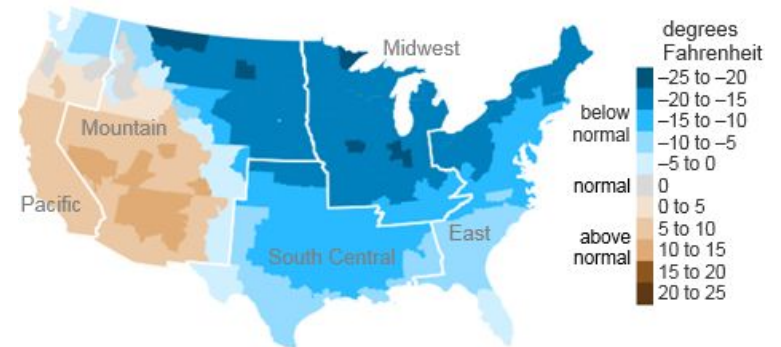 Midwest
Mountain
Pacific
South Central
East
degrees
Fahrenheit
−25 to −20
−20 to −15
below
normal
−15 to −10
−10 to −5
−5 to 0
normal
0
0 to 5
5 to 10
above
normal
10 to 15
15 to 20
20 to 25